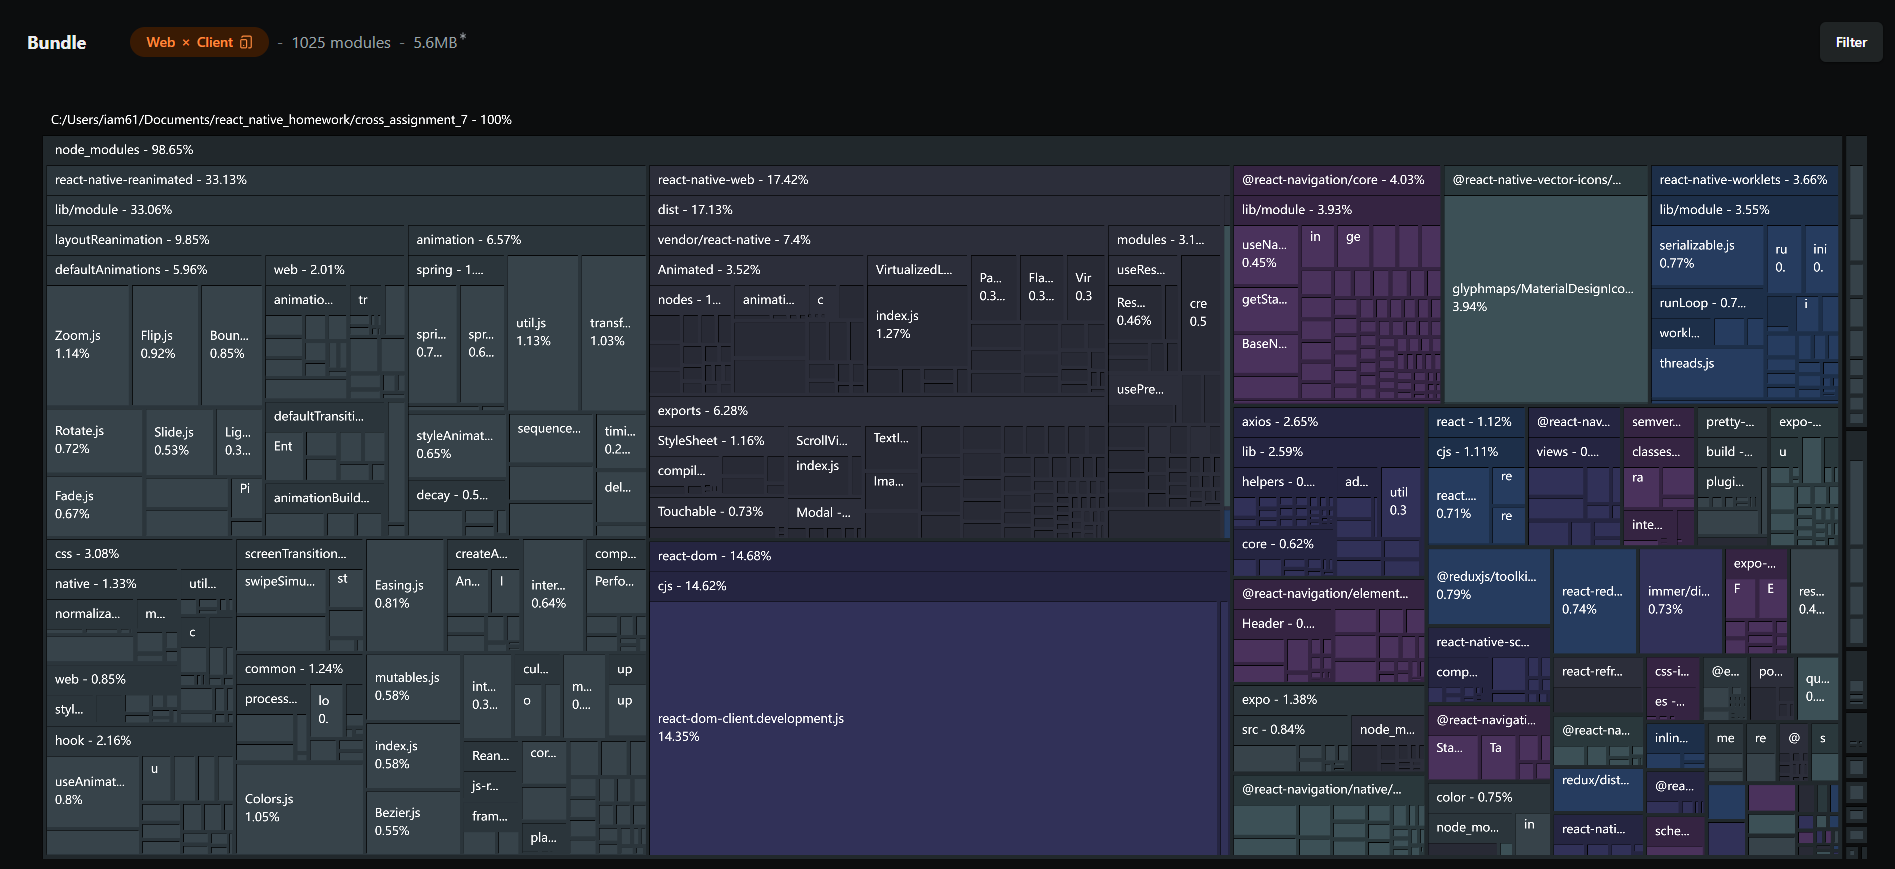 Bundle
Web × Client
- 1025 modules - 5.6MB*
Filter
C:/Users/iam61/Documents/react_native_homework/cross_assignment_7 - 100%
node_modules - 98.65%
react-native-reanimated - 33.13%
lib/module - 33.06%
layoutReanimation - 9.85%
defaultAnimations - 5.96%
Zoom.js
1.14%
Flip.js
0.92%
Boun...
0.85%
Rotate.js
0.72%
Slide.js
0.53%
Lig...
0.3...
Fade.js
0.67%
Pi
web - 2.01%
animatio...
tr
defaultTransiti...
Ent
animationBuild...
animation - 6.57%
spring - 1....
spri...
0.7...
spr...
0.6...
util.js
1.13%
transf...
1.03%
styleAnimat...
0.65%
sequence...
timi...
0.2...
decay - 0.5...
del...
css - 3.08%
native - 1.33%
util...
normaliza...
m...
c
web - 0.85%
styl...
hook - 2.16%
useAnimat...
0.8%
u
screenTransition...
swipeSimu...
st
common - 1.24%
process...
lo
0.
Colors.js
1.05%
Easing.js
0.81%
createA...
An...
I
inter...
0.64%
comp...
Perfo...
mutables.js
0.58%
int...
0.3...
cul...
o
m...
0....
up
up
index.js
0.58%
Rean...
js-r...
fram...
cor...
pla...
Bezier.js
0.55%
react-native-web - 17.42%
dist - 17.13%
vendor/react-native - 7.4%
Animated - 3.52%
nodes - 1...
animati...
c
VirtualizedL...
index.js
1.27%
Pa...
0.3...
Fla...
0.3...
Vir
0.3
modules - 3.1...
useRes...
Res...
0.46%
cre
0.5
usePre...
exports - 6.28%
StyleSheet - 1.16%
compil...
ScrollVi...
index.js
TextI...
Ima...
Touchable - 0.73%
Modal -...
react-dom - 14.68%
cjs - 14.62%
react-dom-client.development.js
14.35%
@react-navigation/core - 4.03%
lib/module - 3.93%
useNa...
0.45%
in
ge
getSta...
BaseN...
@react-native-vector-icons/...
glyphmaps/MaterialDesignIco...
3.94%
react-native-worklets - 3.66%
lib/module - 3.55%
serializable.js
0.77%
ru
0.
ini
0.
runLoop - 0.7...
i
workl...
threads.js
axios - 2.65%
lib - 2.59%
helpers - 0....
ad...
util
0.3
core - 0.62%
@react-navigation/element...
Header - 0....
expo - 1.38%
src - 0.84%
node_m...
@react-navigation/native/...
react - 1.12%
cjs - 1.11%
react....
0.71%
re
re
@react-nav...
views - 0....
semver...
classes...
ra
inte...
pretty-...
build -...
plugi...
expo-...
u
@reduxjs/toolki...
0.79%
react-red...
0.74%
immer/di...
0.73%
expo-...
F
E
res...
0.4...
react-native-sc...
comp...
react-refr...
css-i...
es -...
@e...
po...
qu...
0....
@react-navigati...
Sta...
Ta
@react-na...
inlin...
me
re
@
s
color - 0.75%
node_mo...
in
redux/dist...
@rea...
react-nati...
sche...